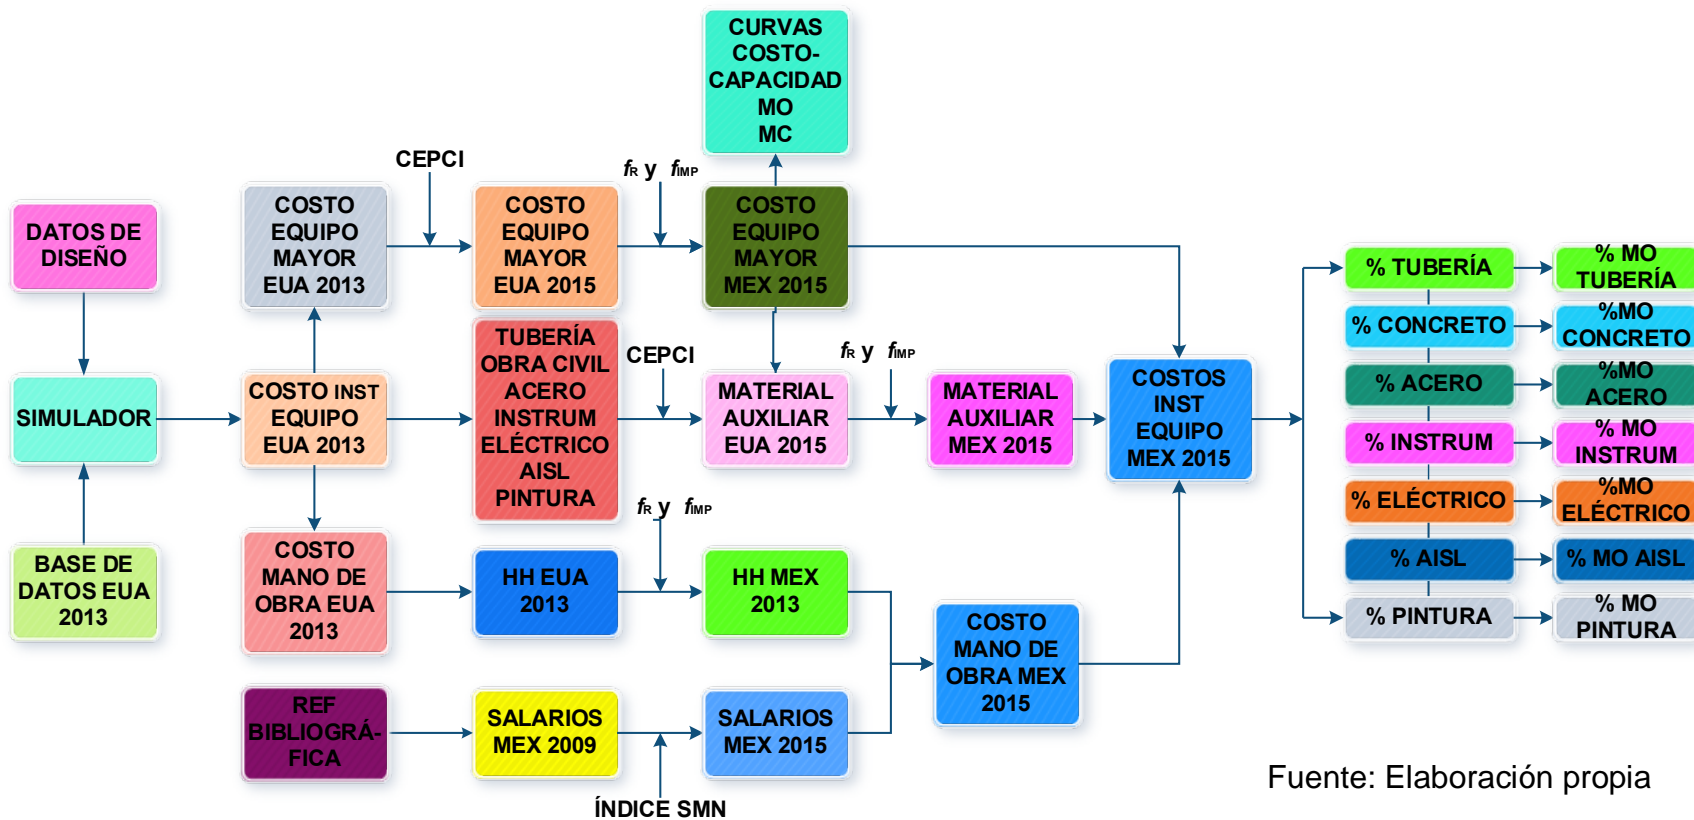 CURVAS
COSTO-
CAPACIDAD
MO
MC
CEPCI
fR y fIMP
DATOS DE
DISEÑO
COSTO
EQUIPO
MAYOR
EUA 2013
COSTO
EQUIPO
MAYOR
EUA 2015
COSTO
EQUIPO
MAYOR
MEX 2015
SIMULADOR
COSTO INST
EQUIPO
EUA 2013
TUBERÍA
OBRA CIVIL
ACERO
INSTRUM
ELÉCTRICO
AISL
PINTURA
CEPCI
MATERIAL
AUXILIAR
EUA 2015
fR y fIMP
MATERIAL
AUXILIAR
MEX 2015
COSTOS
INST
EQUIPO
MEX 2015
BASE DE
DATOS EUA
2013
COSTO
MANO DE
OBRA EUA
2013
HH EUA
2013
fR y fIMP
HH MEX
2013
COSTO
MANO DE
OBRA MEX
2015
REF
BIBLIOGRÁ-
FICA
SALARIOS
MEX 2009
ÍNDICE SMN
SALARIOS
MEX 2015
% TUBERÍA
% MO
TUBERÍA
% CONCRETO
%MO
CONCRETO
% ACERO
%MO
ACERO
% INSTRUM
% MO
INSTRUM
% ELÉCTRICO
%MO
ELÉCTRICO
% AISL
% MO AISL
% PINTURA
% MO
PINTURA
Fuente: Elaboración propia